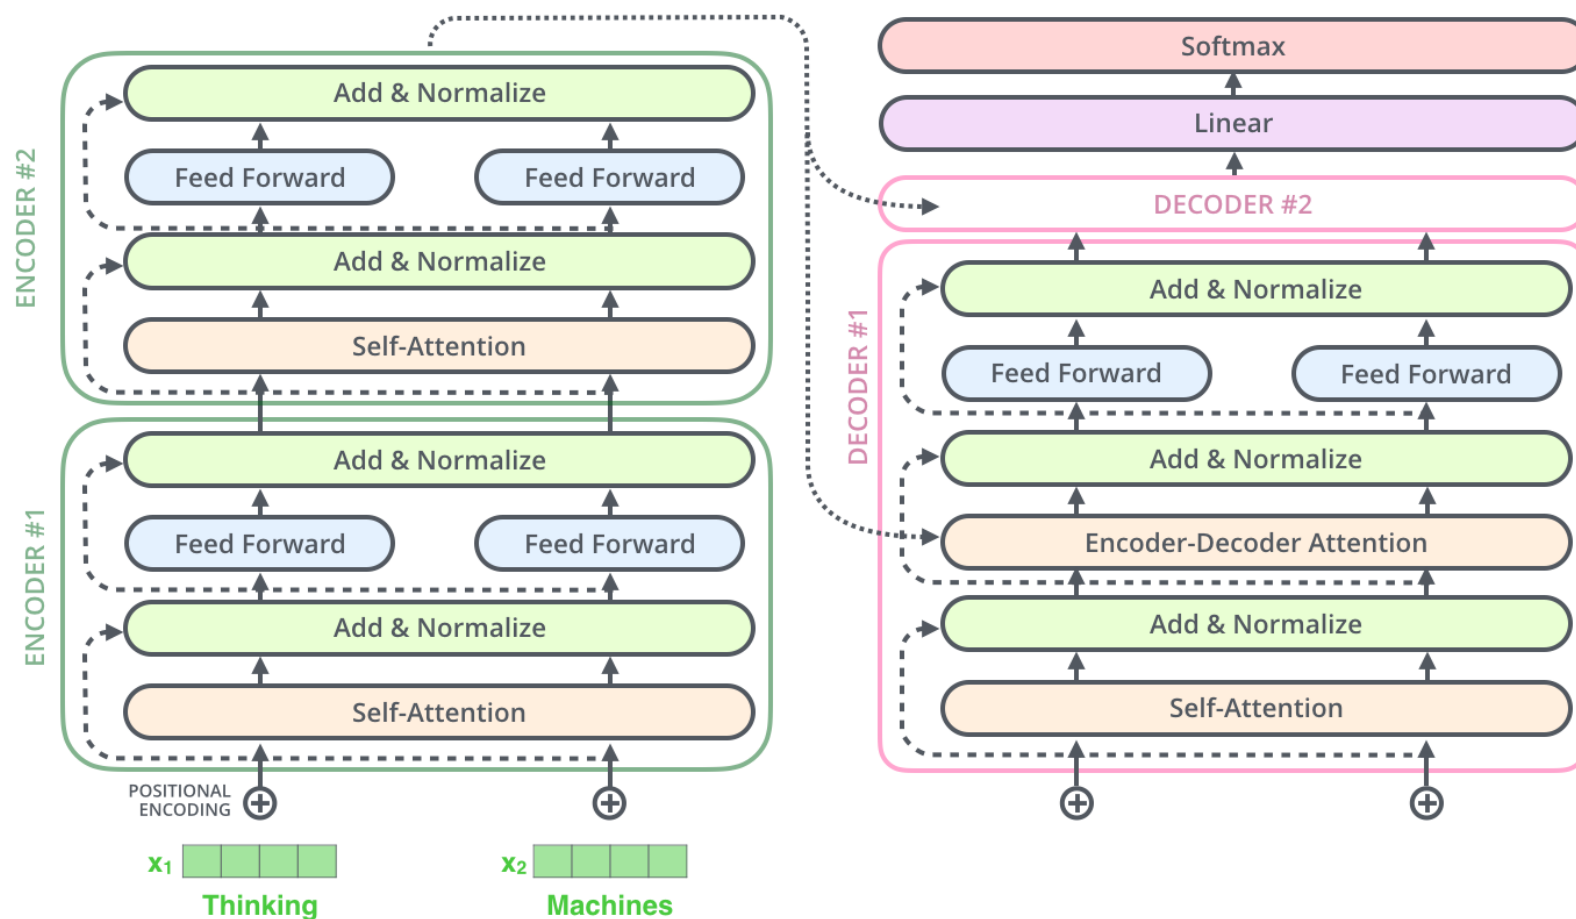 ENCODER #2
Add & Normalize
Feed Forward
Feed Forward
Add & Normalize
Self-Attention
ENCODER #1
Add & Normalize
Feed Forward
Feed Forward
Add & Normalize
Self-Attention
POSITIONAL
ENCODING
x₁
x₂
Thinking
Machines
Softmax
Linear
DECODER #2
DECODER #1
Add & Normalize
Feed Forward
Feed Forward
Add & Normalize
Encoder-Decoder Attention
Add & Normalize
Self-Attention